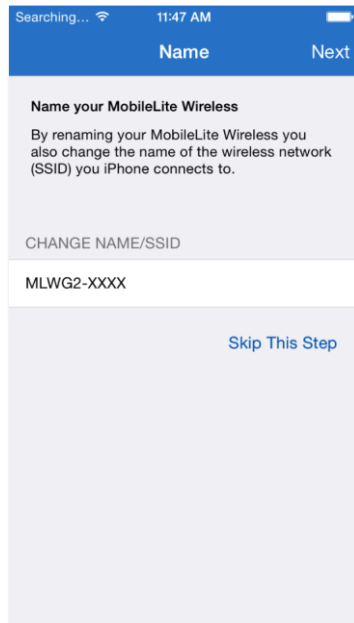 Searching... 11:47 AM
Name Next
Name your MobileLite Wireless
By renaming your MobileLite Wireless you
also change the name of the wireless network
(SSID) you iPhone connects to.
CHANGE NAME/SSID
MLWG2-XXXX
Skip This Step